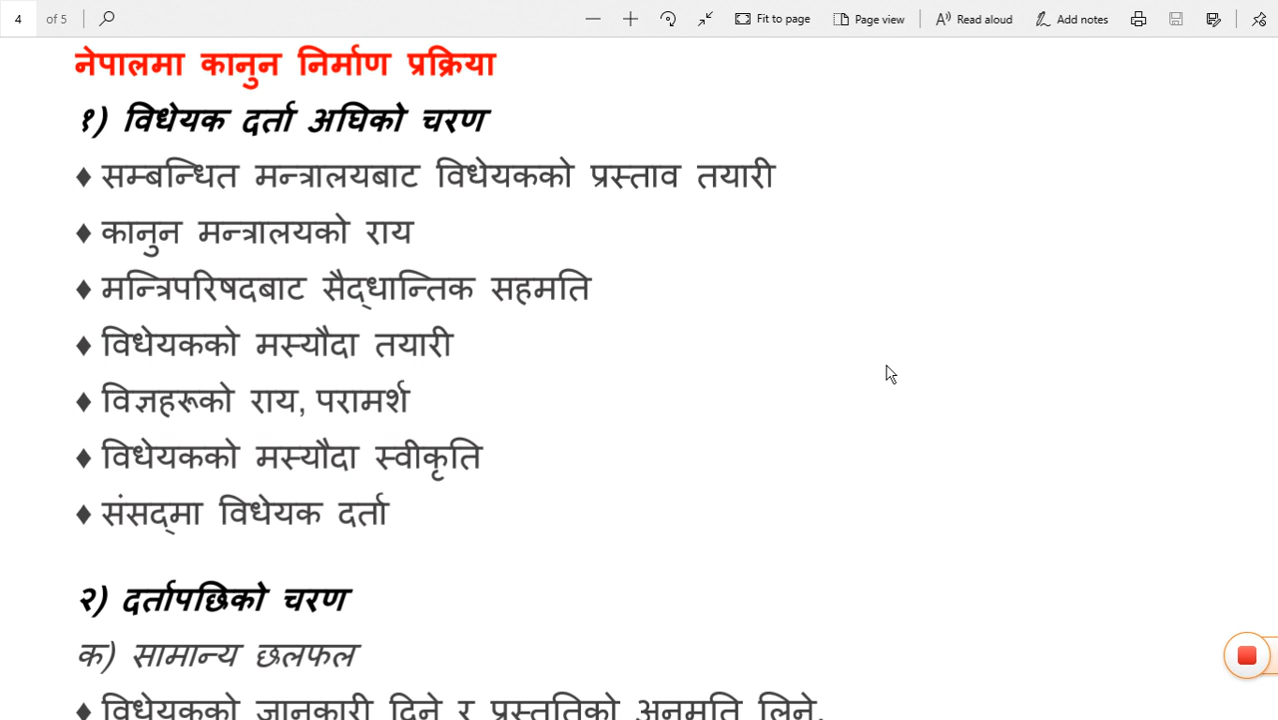 4 of 5 Fit to page Page view Read aloud Add notes
नेपालमा कानुन निर्माण प्रक्रिया
१) विधेयक दर्ता अघिको चरण
♦ सम्बन्धित मन्त्रालयबाट विधेयकको प्रस्ताव तयारी
♦ कानुन मन्त्रालयको राय
♦ मन्त्रिपरिषदबाट सैद्धान्तिक सहमति
♦ विधेयकको मस्यौदा तयारी
♦ विज्ञहरूको राय, परामर्श
♦ विधेयकको मस्यौदा स्वीकृति
♦ संसद्‌मा विधेयक दर्ता
२) दर्तापछिको चरण
क) सामान्य छलफल
♦ विधेयकको जानकारी दिने र प्रस्तुतिको अनुमति लिने,